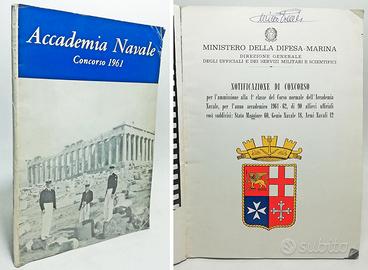 Accademia Navale
Concorso 1961
MINISTERO DELLA DIFESA-MARINA
DIREZIONE GENERALE
DEGLI UFFICIALI E DEI SERVIZI MILITARI E SCIENTIFICI
NOTIFICAZIONE DI CONCORSO
per l'ammissione alla 1ª classe del Corso normale dell'Accademia
Navale, per l'anno accademico 1961-62, di 90 allievi ufficiali
così suddivisi: Stato Maggiore 60, Genio Navale 18, Armi Navali 12
subito